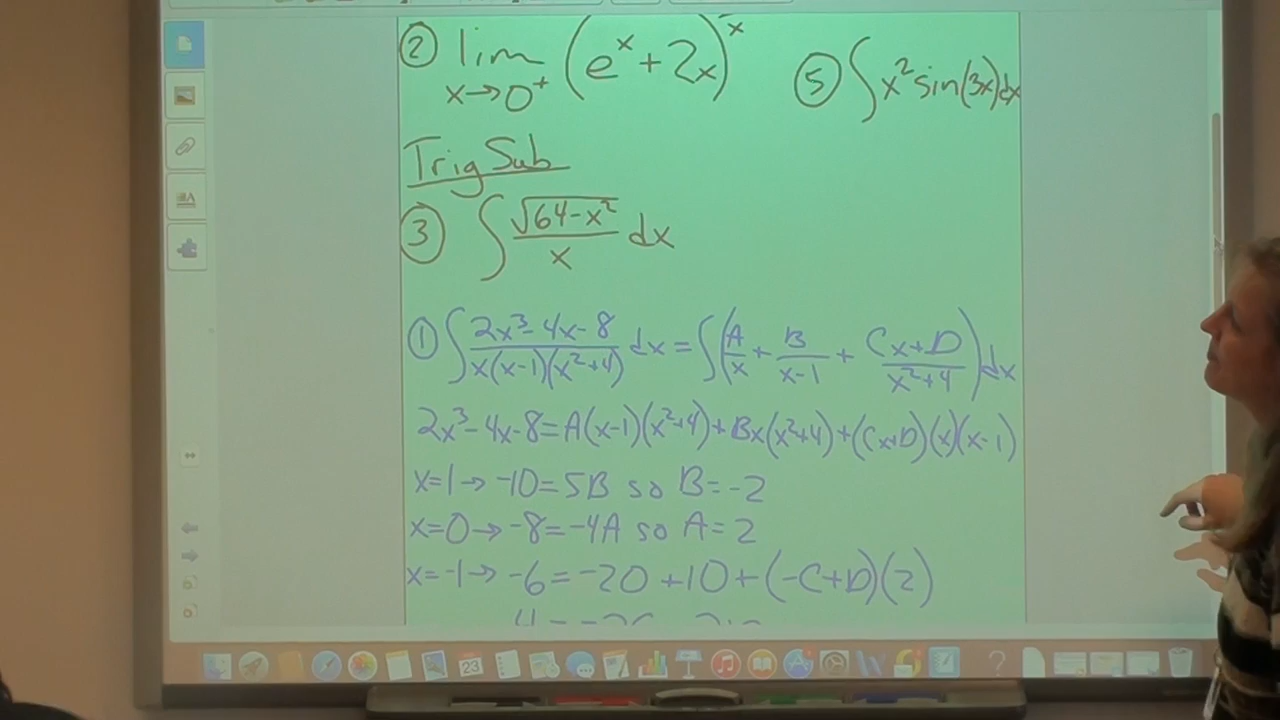 ② lim x→0⁺ (eˣ + 2x)
⑤ ∫ x² sin(3x) dx
Trig Sub
③ ∫ √(64-x²) / x dx
① ∫ (2x³-4x-8) / (x(x-1)(x²+4)) dx = ∫ (A/x + B/(x-1) + (Cx+D)/(x²+4)) dx
2x³-4x-8=A(x-1)(x²+4)+Bx(x²+4)+(Cx+D)(x)(x-1)
x=1→ -10=5B so B=-2
x=0→ -8=-4A so A=2
x=-1→ -6=-20+10+(-C+D)(2)
23